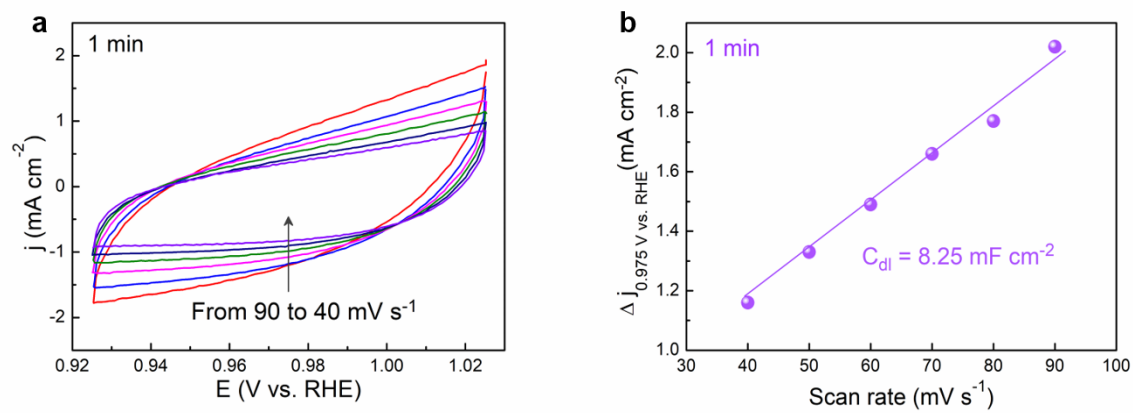 a
1 min
2
1
0
-1
-2
j (mA cm⁻²)
From 90 to 40 mV s⁻¹
0.92 0.94 0.96 0.98 1.00 1.02
E (V vs. RHE)
b
1 min
2.0
1.8
1.6
1.4
1.2
1.0
Δ j0.975 V vs. RHE(mA cm⁻²)
Cdl = 8.25 mF cm⁻²
30 40 50 60 70 80 90 100
Scan rate (mV s⁻¹)